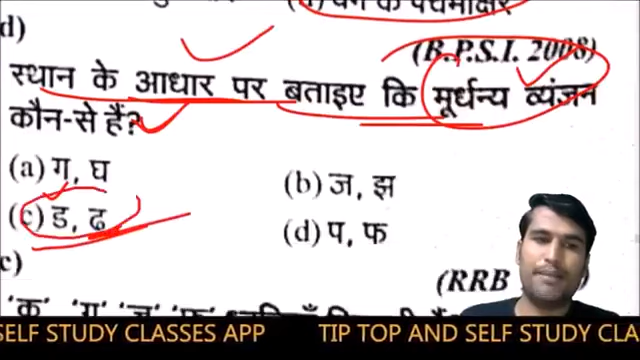 d)
(B.P.S.I. 2008)
स्थान के आधार पर बताइए कि मूर्धन्य व्यंजन
कौन-से हैं?
(a) ग, घ
(b) ज, झ
(c) ड, ढ
(d) प, फ
c)
(RRB
SELF STUDY CLASSES APP TIP TOP AND SELF STUDY CLA